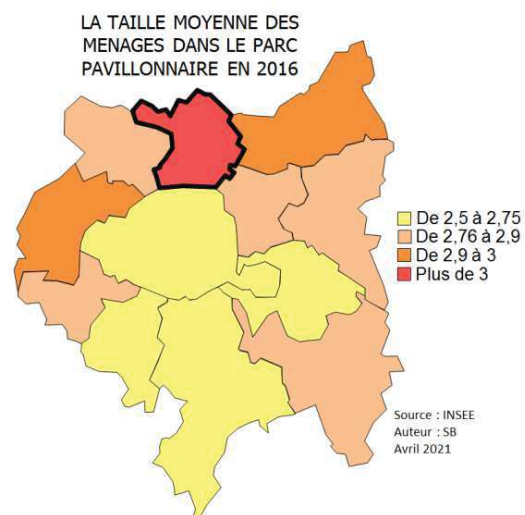 LA TAILLE MOYENNE DES
MENAGES DANS LE PARC
PAVILLONNAIRE EN 2016
De 2,5 à 2,75
De 2,76 à 2,9
De 2,9 à 3
Plus de 3
Source : INSEE
Auteur : SB
Avril 2021